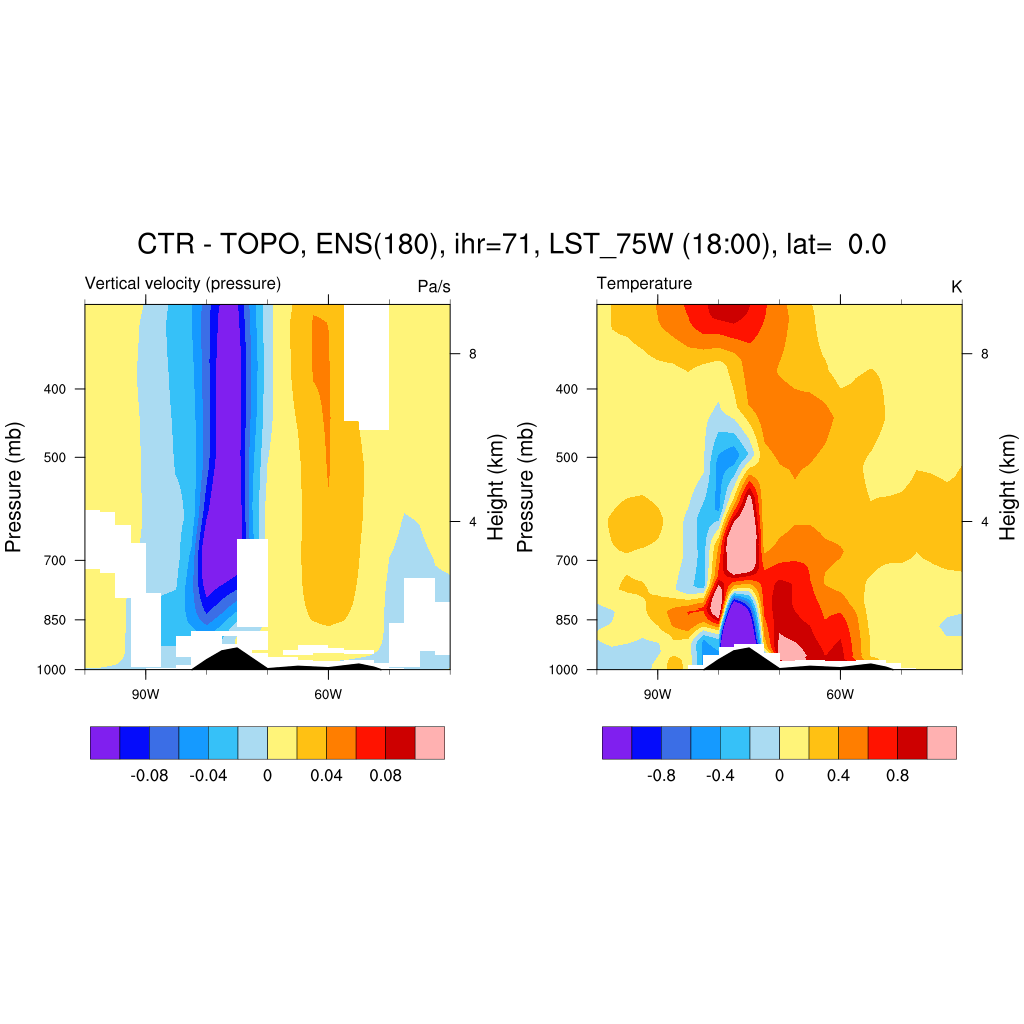 CTR - TOPO, ENS(180), ihr=71, LST_75W (18:00), lat= 0.0
Vertical velocity (pressure) Pa/s
Pressure (mb)
400
500
700
850
1000
8
4
Height (km)
90W 60W
-0.08 -0.04 0 0.04 0.08
Temperature K
Pressure (mb)
400
500
700
850
1000
8
4
Height (km)
90W 60W
-0.8 -0.4 0 0.4 0.8